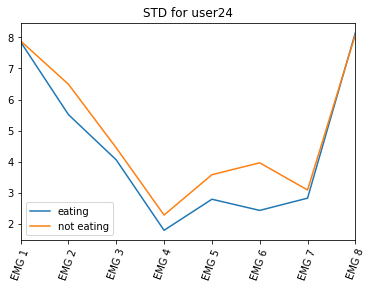 STD for user24
8
7
6
5
4
3
2
eating
not eating
EMG 1
EMG 2
EMG 3
EMG 4
EMG 5
EMG 6
EMG 7
EMG 8